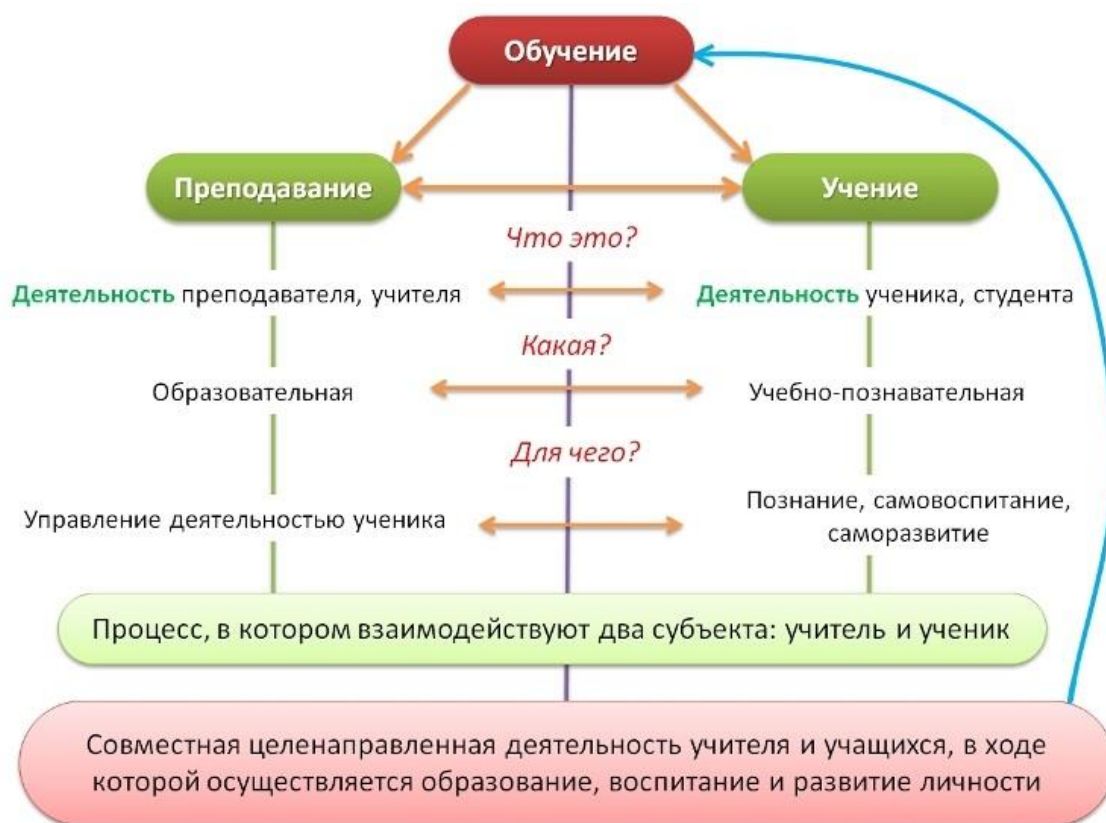 Обучение
Преподавание
Учение
Что это?
Деятельность преподавателя, учителя
Деятельность ученика, студента
Какая?
Образовательная
Учебно-познавательная
Для чего?
Управление деятельностью ученика
Познание, самовоспитание,
саморазвитие
Процесс, в котором взаимодействуют два субъекта: учитель и ученик
Совместная целенаправленная деятельность учителя и учащихся, в ходе
которой осуществляется образование, воспитание и развитие личности